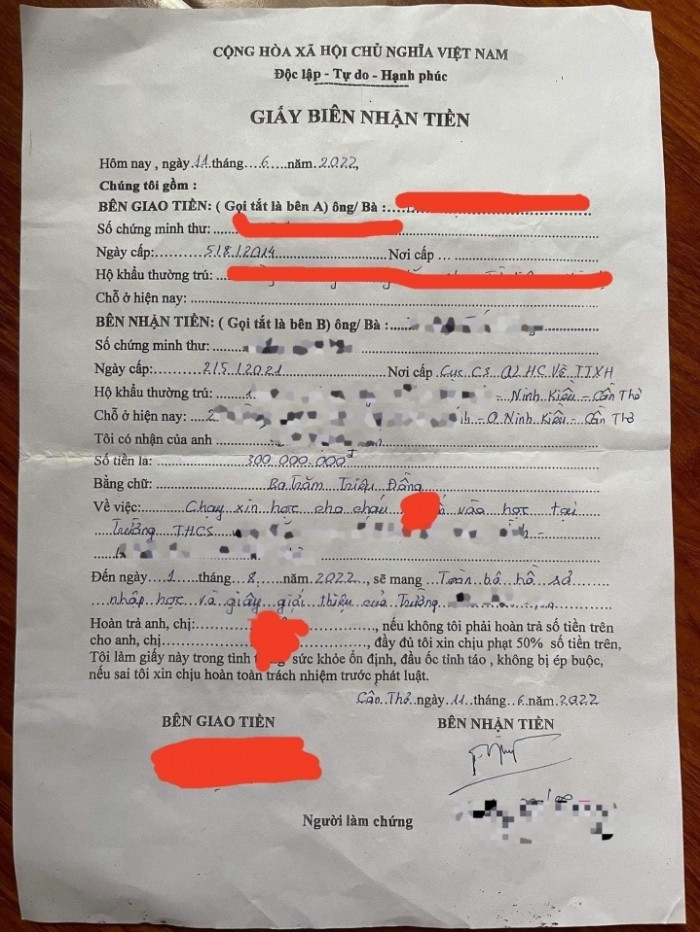 CỘNG HÒA XÃ HỘI CHỦ NGHĨA VIỆT NAM
Độc lập - Tự do - Hạnh phúc
GIẤY BIÊN NHẬN TIỀN
Hôm nay , ngày 11 tháng 6 năm 2022,
Chúng tôi gồm :
BÊN GIAO TIỀN: ( Gọi tắt là bên A) ông/ Bà :
Số chứng minh thư:
Ngày cấp: 5/8/2014 Nơi cấp
Hộ khẩu thường trú:
Chỗ ở hiện nay:
BÊN NHẬN TIỀN: ( Gọi tắt là bên B) ông/ Bà :
Số chứng minh thư:
Ngày cấp: 2/5/2021 Nơi cấp Cục CS QLHC Về TTXH
Hộ khẩu thường trú: Ninh Kiều - Cần Thơ
Chỗ ở hiện nay: 2 - Q Ninh Kiều - Cần Thơ
Tôi có nhận của anh
Số tiền là: 300 000.000đ
Bằng chữ: Ba Trăm Triệu Đồng
Về việc: Chạy xin học cho cháu vào học tại
Trường THCS
Đến ngày 1 tháng 8 năm 2022, sẽ mang Toàn bộ hồ sơ
nhập học và giấy giới thiệu của Trường
Hoàn trả anh, chị: , nếu không tôi phải hoàn trả số tiền trên
cho anh, chị , đầy đủ tôi xin chịu phạt 50% số tiền trên,
Tôi làm giấy này trong tình sức khỏe ổn định, đầu óc tỉnh táo , không bị ép buộc,
nếu sai tôi xin chịu hoàn toàn trách nhiệm trước phát luật.
Cần Thơ ngày 11 tháng 6 năm 2022
BÊN GIAO TIỀN BÊN NHẬN TIỀN
Người làm chứng